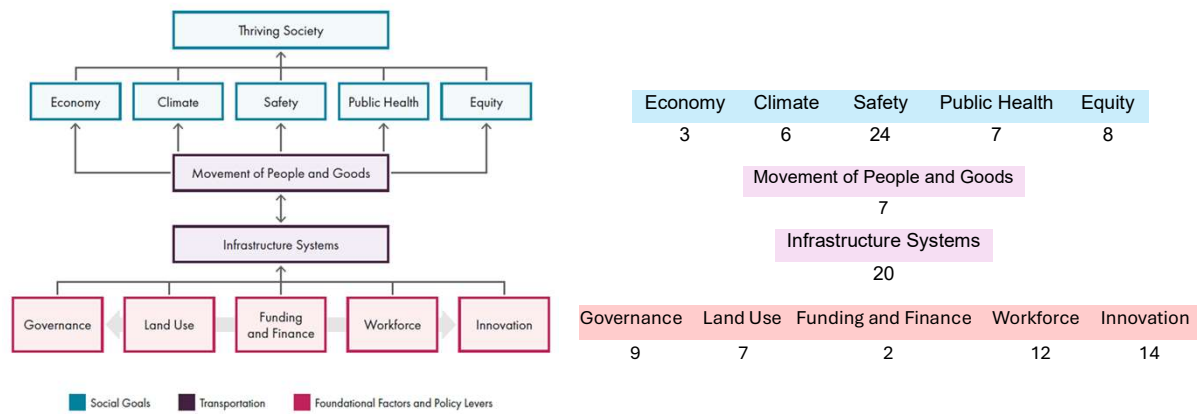 Thriving Society
Economy
Climate
Safety
Public Health
Equity
Movement of People and Goods
Infrastructure Systems
Governance
Land Use
Funding
and Finance
Workforce
Innovation
Social Goals
Transportation
Foundational Factors and Policy Levers
Economy Climate Safety Public Health Equity
3 6 24 7 8
Movement of People and Goods
7
Infrastructure Systems
20
Governance Land Use Funding and Finance Workforce Innovation
9 7 2 12 14